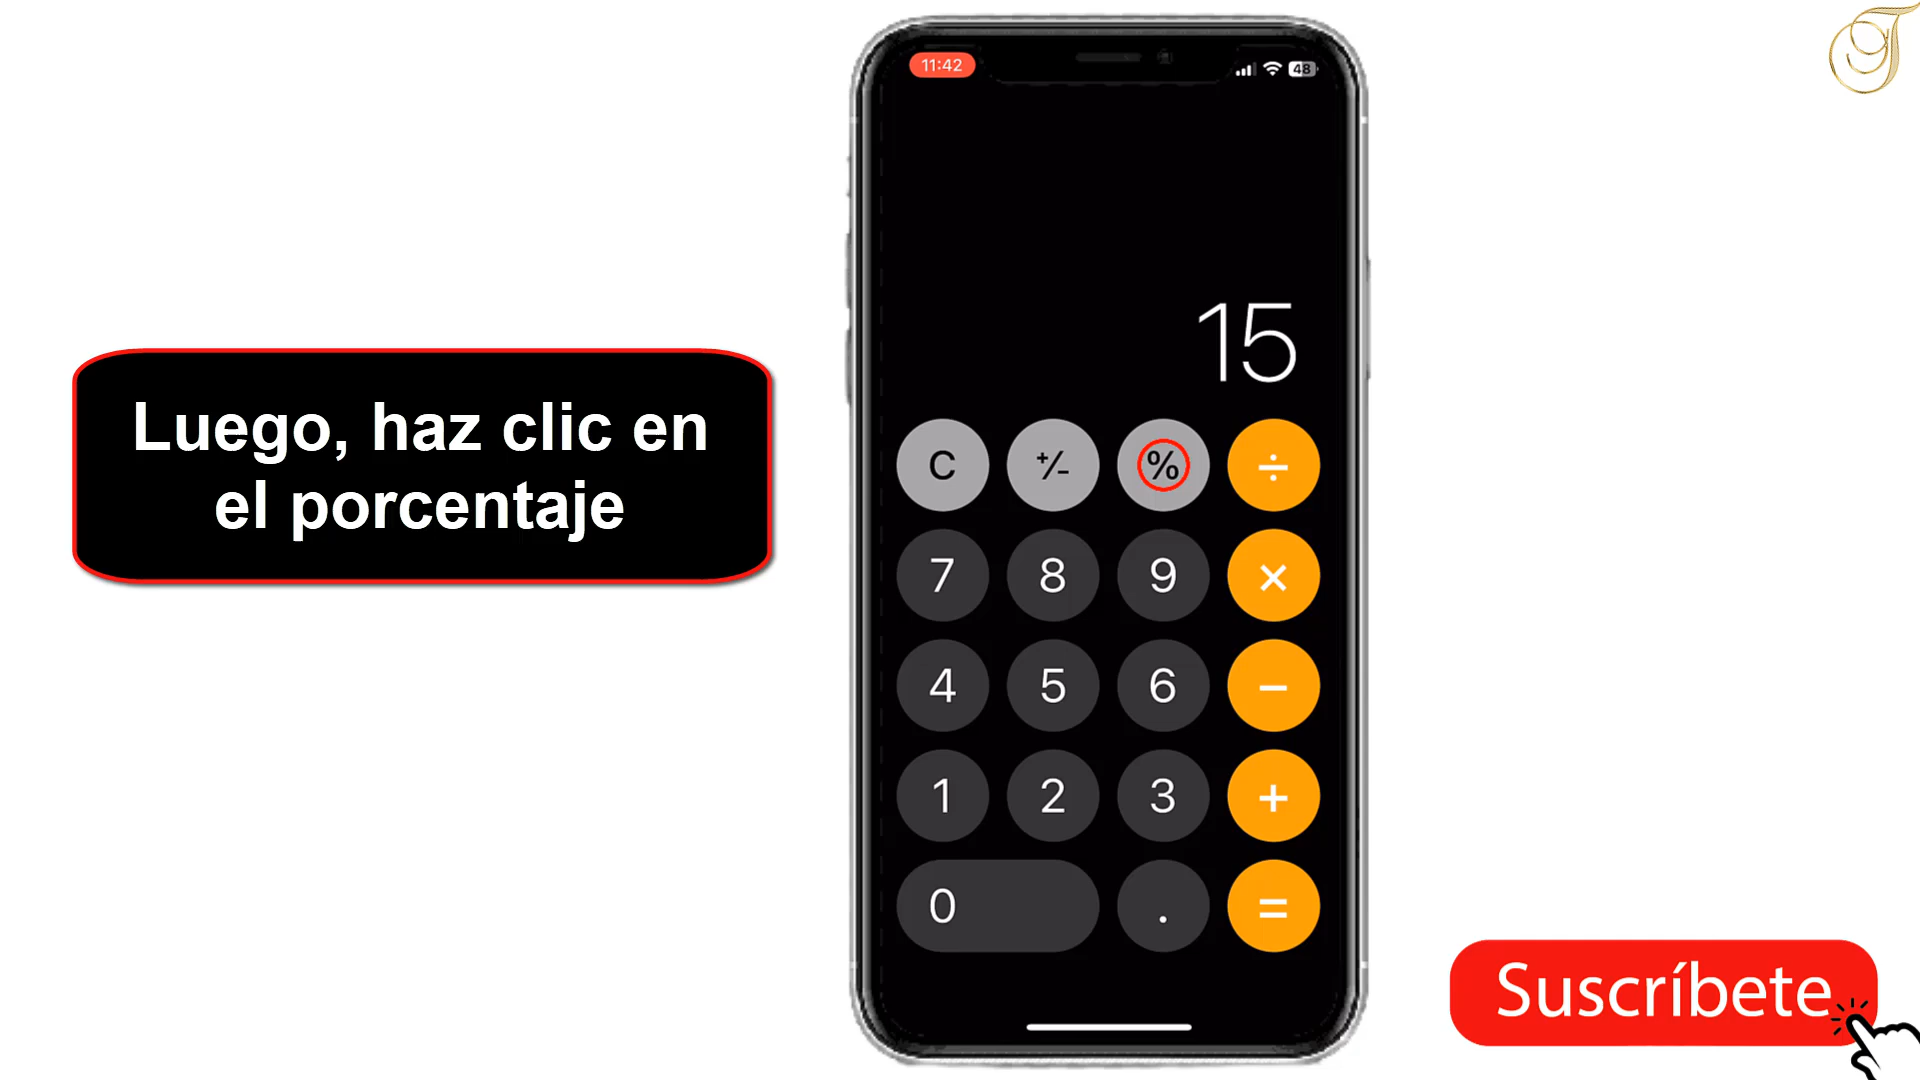 11:42
48
15
Luego, haz clic en
el porcentaje
C ⁺∕₋ % ÷
7 8 9 ×
4 5 6 −
1 2 3 +
0 . =
Suscríbete